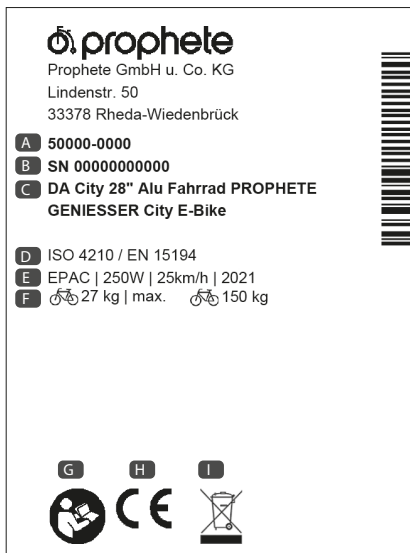 prophete
Prophete GmbH u. Co. KG
Lindenstr. 50
33378 Rheda-Wiedenbrück
A 50000-0000
B SN 00000000000
C DA City 28" Alu Fahrrad PROPHETE
GENIESSER City E-Bike
D ISO 4210 / EN 15194
E EPAC | 250W | 25km/h | 2021
F 27 kg | max. 150 kg
G H I
CE